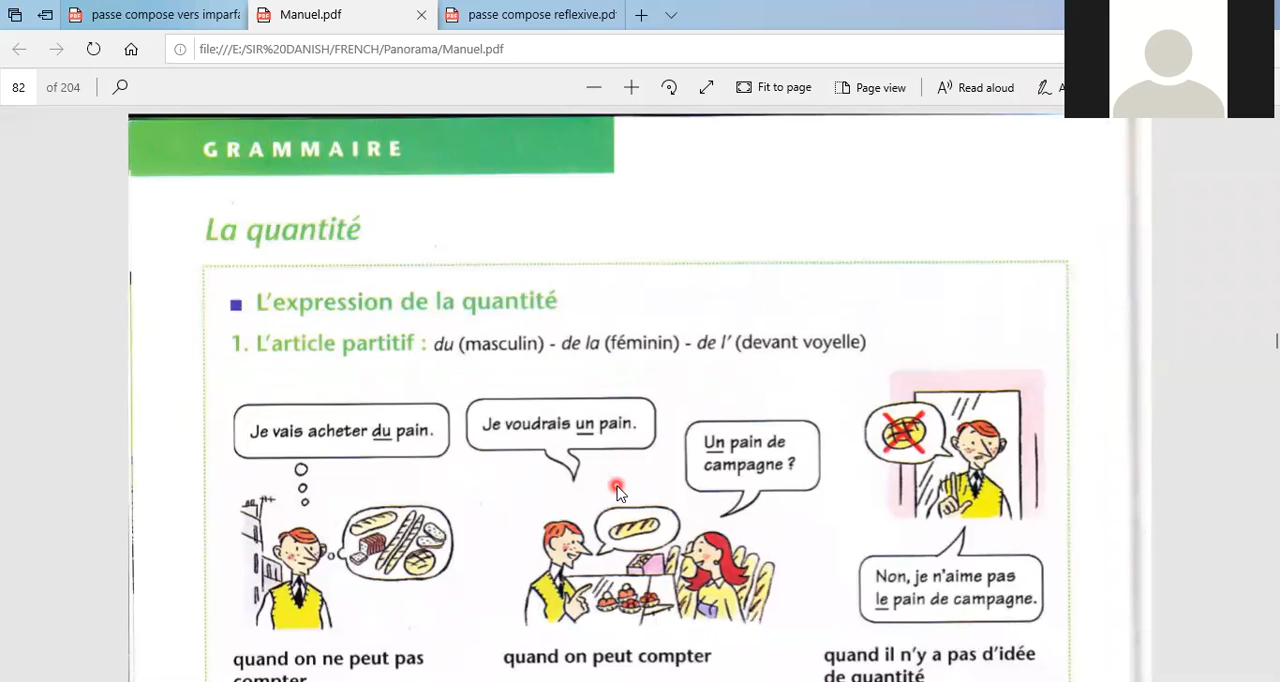 passe compose vers imparfa
Manuel.pdf
passe compose reflexive.pd
file:///E:/SIR%20DANISH/FRENCH/Panorama/Manuel.pdf
82 of 204
Fit to page
Page view
Read aloud
GRAMMAIRE
La quantité
L'expression de la quantité
1. L'article partitif : du (masculin) - de la (féminin) - de l' (devant voyelle)
Je vais acheter du pain.
Je voudrais un pain.
Un pain de
campagne ?
Non, je n'aime pas
le pain de campagne.
quand on ne peut pas
compter
quand on peut compter
quand il n'y a pas d'idée
de quantité